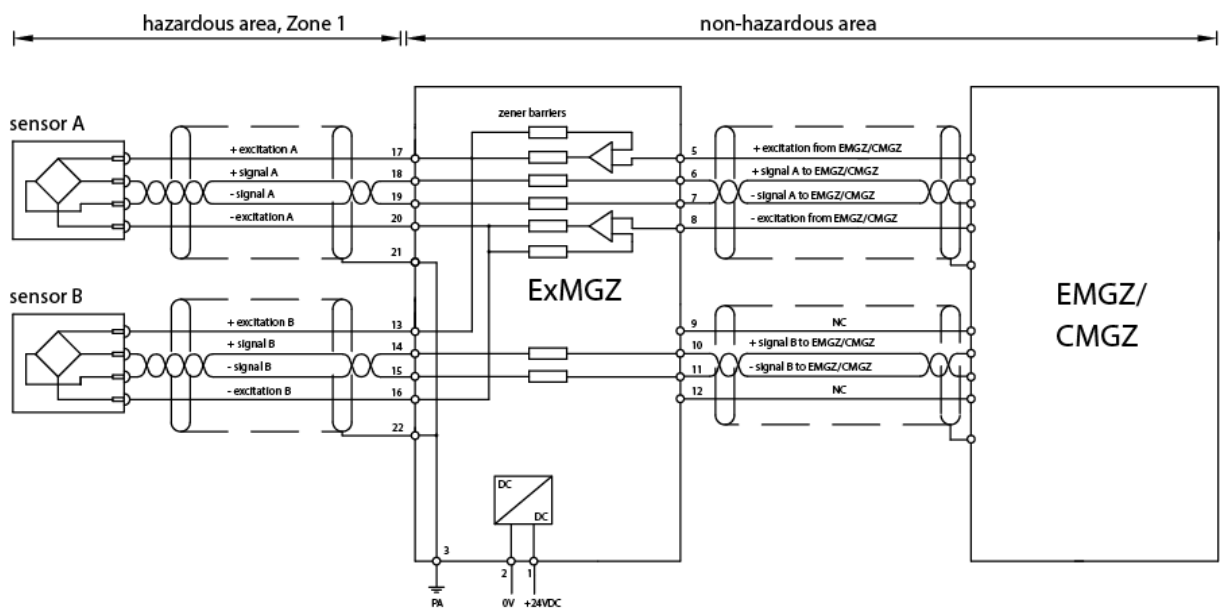 hazardous area, Zone 1
non-hazardous area
zener barriers
sensor A
+ excitation A
17
5
+ excitation from EMGZ/CMGZ
+ signal A
18
6
+ signal A to EMGZ/CMGZ
- signal A
19
7
- signal A to EMGZ/CMGZ
- excitation A
20
8
- excitation from EMGZ/CMGZ
21
ExMGZ
EMGZ/
CMGZ
sensor B
+ excitation B
13
9
NC
+ signal B
14
10
+ signal B to EMGZ/CMGZ
- signal B
15
11
- signal B to EMGZ/CMGZ
- excitation B
16
12
NC
22
DC
DC
3
2
1
PA
0V
+24VDC